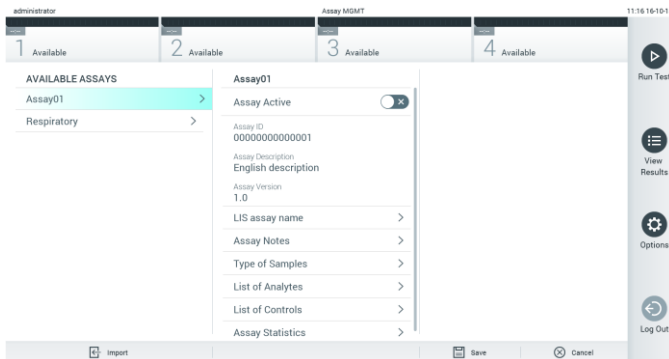 administrator Assay MGMT 11:16 16-10-1
-:-- -:-- -:-- -:--
1 Available 2 Available 3 Available 4 Available
AVAILABLE ASSAYS
Assay01
Respiratory
Assay01
Assay Active
Assay ID
00000000000001
Assay Description
English description
Assay Version
1.0
LIS assay name
Assay Notes
Type of Samples
List of Analytes
List of Controls
Assay Statistics
Run Test
View
Results
Options
Log Out
Import Save Cancel